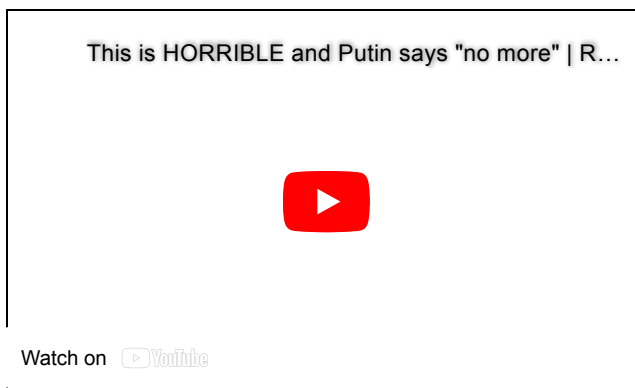 This is HORRIBLE and Putin says "no more" | R...
Watch on YouTube